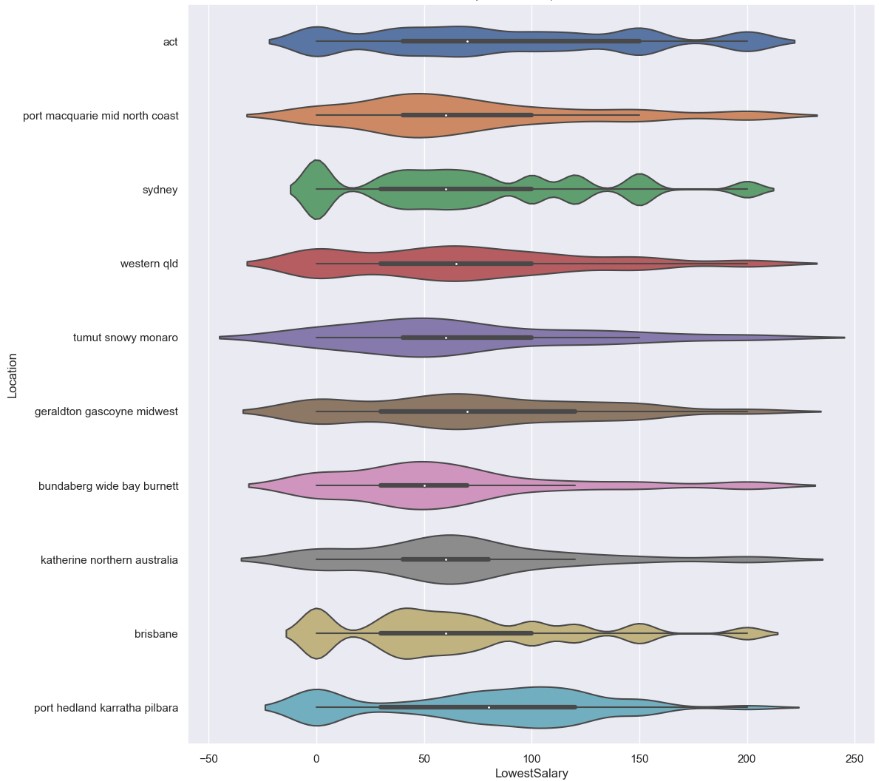 act
port macquarie mid north coast
sydney
western qld
tumut snowy monaro
geraldton gascoyne midwest
bundaberg wide bay burnett
katherine northern australia
brisbane
port hedland karratha pilbara
Location
−50 0 50 100 150 200 250
LowestSalary